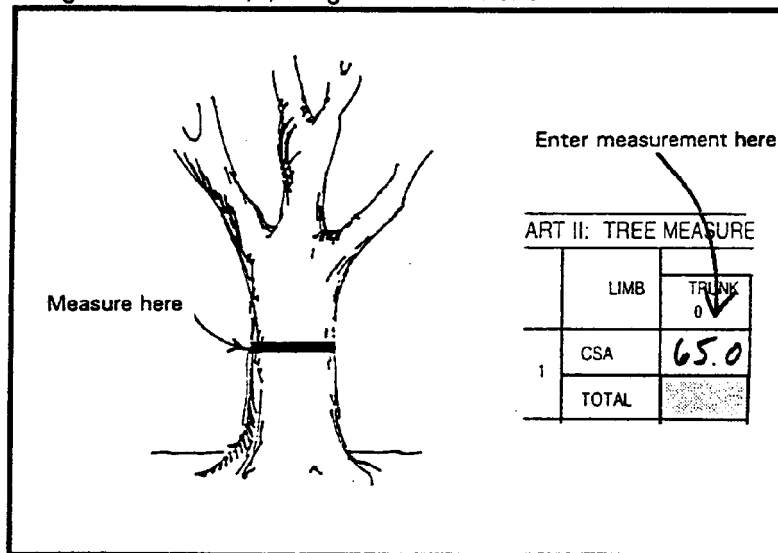 Enter measurement here
ART II: TREE MEASURE
LIMB
TRUNK
0
Measure here
1
CSA
65.0
TOTAL